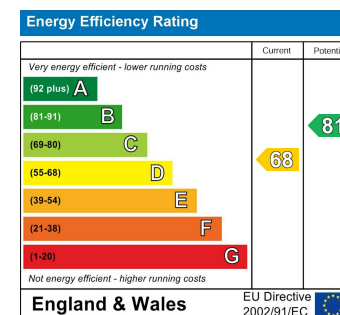 Energy Efficiency Rating
Current Potenti
Very energy efficient - lower running costs
(92 plus) A
(81-91) B
(69-80) C
(55-68) D
(39-54) E
(21-38) F
(1-20) G
68
81
Not energy efficient - higher running costs
England & Wales
EU Directive
2002/91/EC